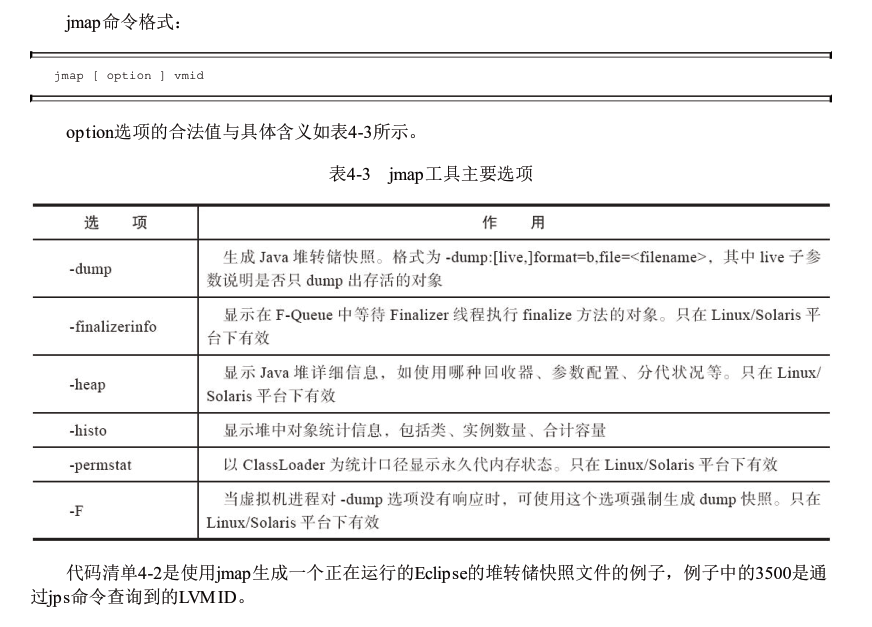 jmap命令格式：
jmap [ option ] vmid
option选项的合法值与具体含义如表4-3所示。
表4-3 jmap工具主要选项
选 项 作 用
-dump 生成 Java 堆转储快照。格式为 -dump:[live,]format=b,file=<filename>，其中 live 子参
数说明是否只 dump 出存活的对象
-finalizerinfo 显示在 F-Queue 中等待 Finalizer 线程执行 finalize 方法的对象。只在 Linux/Solaris 平
台下有效
-heap 显示 Java 堆详细信息，如使用哪种回收器、参数配置、分代状况等。只在 Linux/
Solaris 平台下有效
-histo 显示堆中对象统计信息，包括类、实例数量、合计容量
-permstat 以 ClassLoader 为统计口径显示永久代内存状态。只在 Linux/Solaris 平台下有效
-F 当虚拟机进程对 -dump 选项没有响应时，可使用这个选项强制生成 dump 快照。只在
Linux/Solaris 平台下有效
代码清单4-2是使用jmap生成一个正在运行的Eclipse的堆转储快照文件的例子，例子中的3500是通
过jps命令查询到的LVMID。